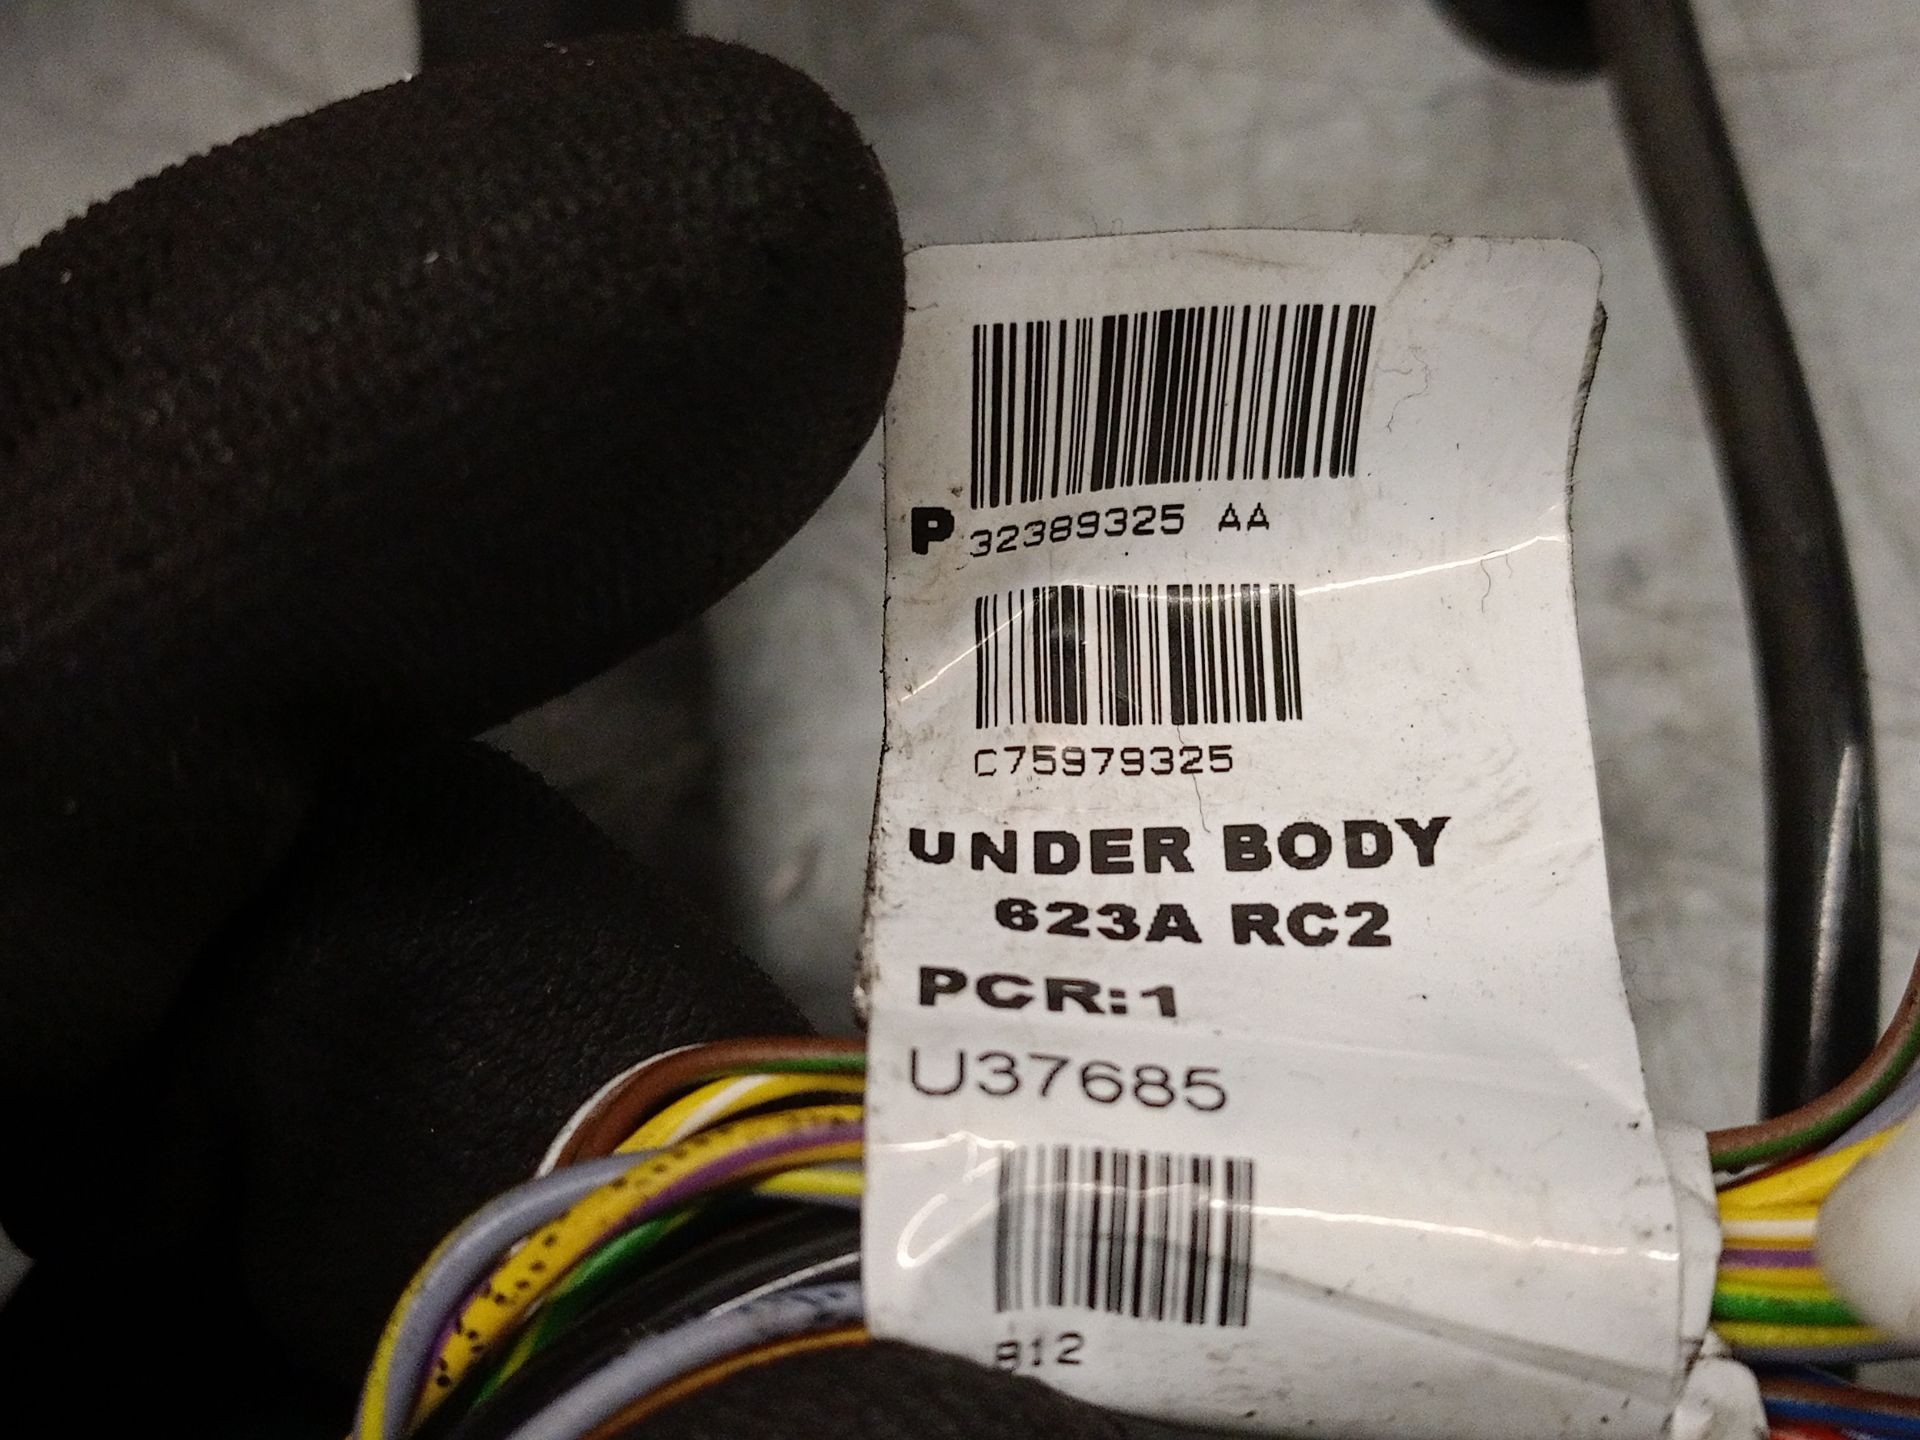 P 32389325 AA
C75979325
UNDER BODY
623A RC2
PCR:1
U37685
812